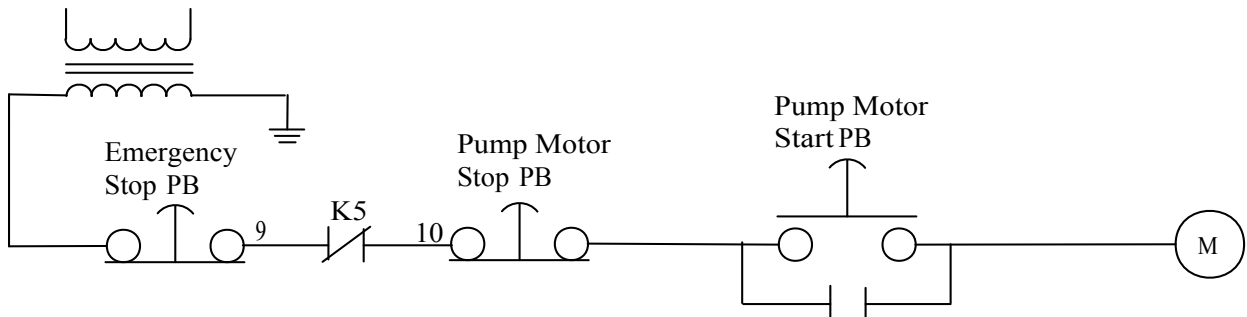 Emergency
Stop PB
9
K5
10
Pump Motor
Stop PB
Pump Motor
Start PB
M